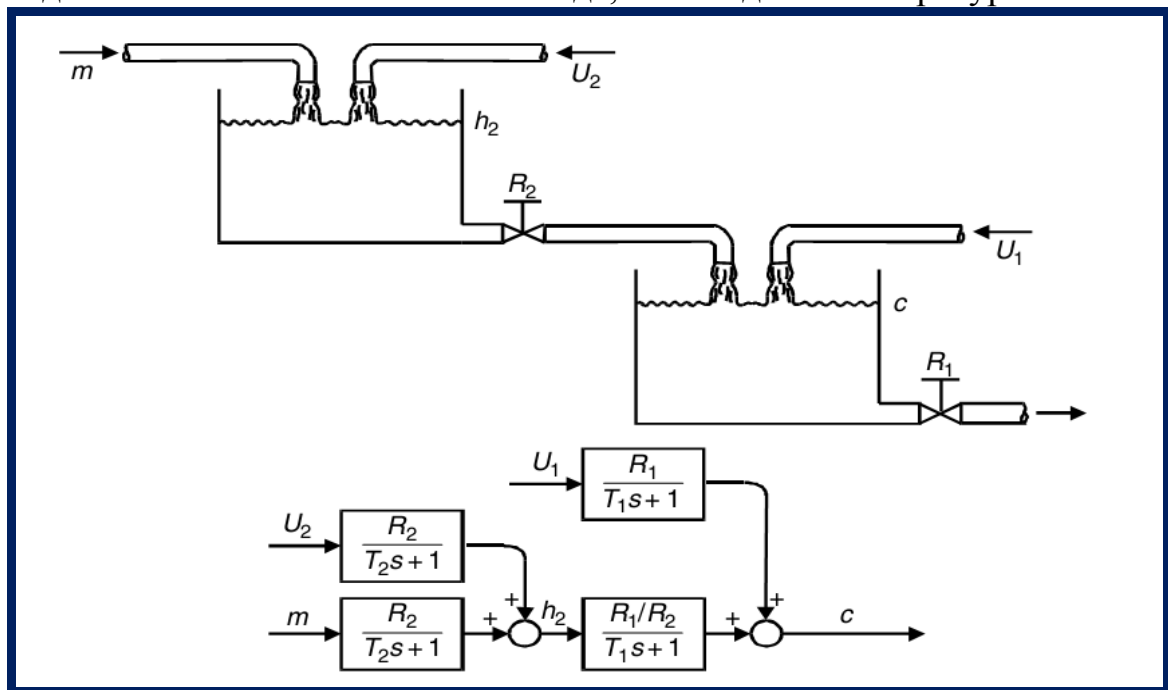 m
U₂
h₂
R₂
U₁
c
R₁
U₁
R₁
T₁s + 1
U₂
R₂
T₂s + 1
+
m
R₂
T₂s + 1
+
h₂
R₁/R₂
T₁s + 1
+
+
c